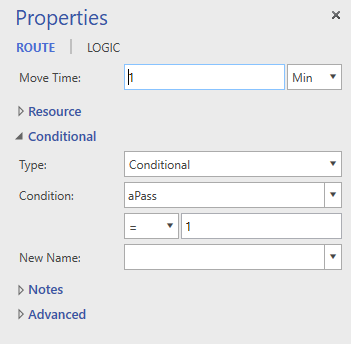 Properties
ROUTE | LOGIC
Move Time: 1 Min
Resource
Conditional
Type: Conditional
Condition: aPass
= 1
New Name:
Notes
Advanced